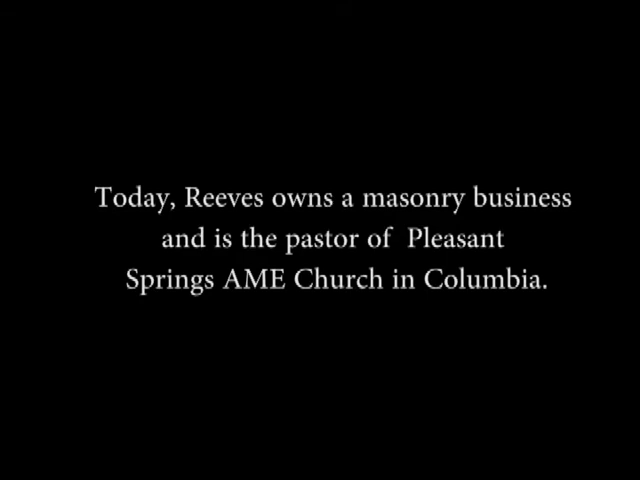 Today, Reeves owns a masonry business
and is the pastor of  Pleasant
Springs AME Church in Columbia.